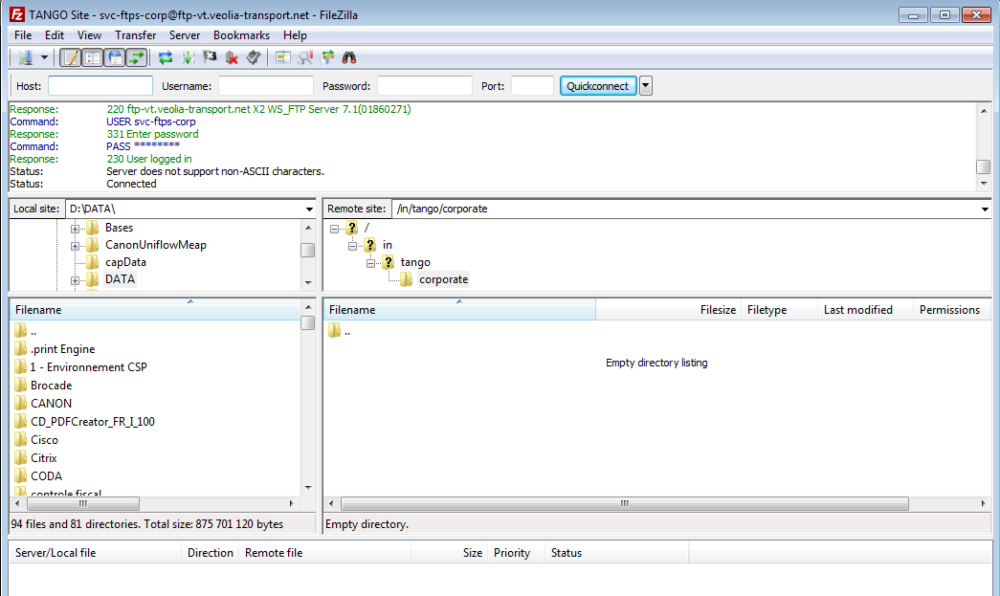 TANGO Site - svc-ftps-corp@ftp-vt.veolia-transport.net - FileZilla
File Edit View Transfer Server Bookmarks Help
Host: Username: Password: Port: Quickconnect
Response: 220 ftp-vt.veolia-transport.net X2 WS_FTP Server 7.1(01860271)
Command: USER svc-ftps-corp
Response: 331 Enter password
Command: PASS ********
Response: 230 User logged in
Status: Server does not support non-ASCII characters.
Status: Connected
Local site: D:\DATA\
Bases
CanonUniflowMeap
capData
DATA
Remote site: /in/tango/corporate
/
in
tango
corporate
Filename
..
.print Engine
1 - Environnement CSP
Brocade
CANON
CD_PDFCreator_FR_I_100
Cisco
Citrix
CODA
controle fiscal
94 files and 81 directories. Total size: 875 701 120 bytes
Filename Filesize Filetype Last modified Permissions
..
Empty directory listing
Empty directory.
Server/Local file Direction Remote file Size Priority Status